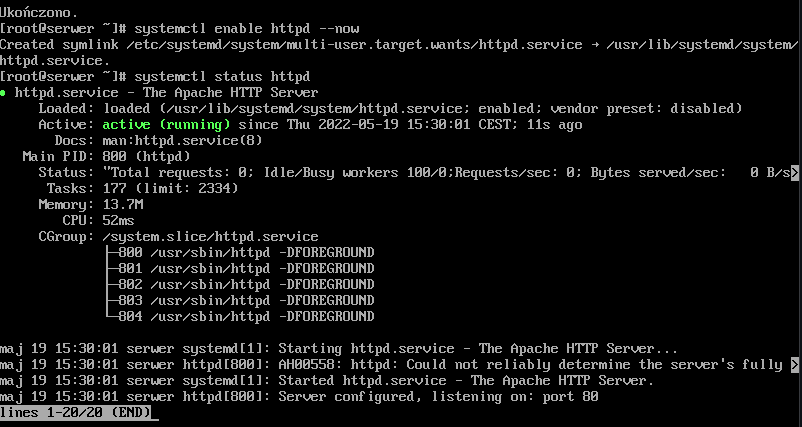 Ukończono.
[root@serwer ~]# systemctl enable httpd --now
Created symlink /etc/systemd/system/multi-user.target.wants/httpd.service → /usr/lib/systemd/system/
httpd.service.
[root@serwer ~]# systemctl status httpd
● httpd.service - The Apache HTTP Server
     Loaded: loaded (/usr/lib/systemd/system/httpd.service; enabled; vendor preset: disabled)
     Active: active (running) since Thu 2022-05-19 15:30:01 CEST; 11s ago
       Docs: man:httpd.service(8)
   Main PID: 800 (httpd)
     Status: "Total requests: 0; Idle/Busy workers 100/0;Requests/sec: 0; Bytes served/sec:   0 B/s>
      Tasks: 177 (limit: 2334)
     Memory: 13.7M
        CPU: 52ms
     CGroup: /system.slice/httpd.service
             ├─800 /usr/sbin/httpd -DFOREGROUND
             ├─801 /usr/sbin/httpd -DFOREGROUND
             ├─802 /usr/sbin/httpd -DFOREGROUND
             ├─803 /usr/sbin/httpd -DFOREGROUND
             └─804 /usr/sbin/httpd -DFOREGROUND
maj 19 15:30:01 serwer systemd[1]: Starting httpd.service - The Apache HTTP Server...
maj 19 15:30:01 serwer httpd[800]: AH00558: httpd: Could not reliably determine the server's fully >
maj 19 15:30:01 serwer systemd[1]: Started httpd.service - The Apache HTTP Server.
maj 19 15:30:01 serwer httpd[800]: Server configured, listening on: port 80
lines 1-20/20 (END)